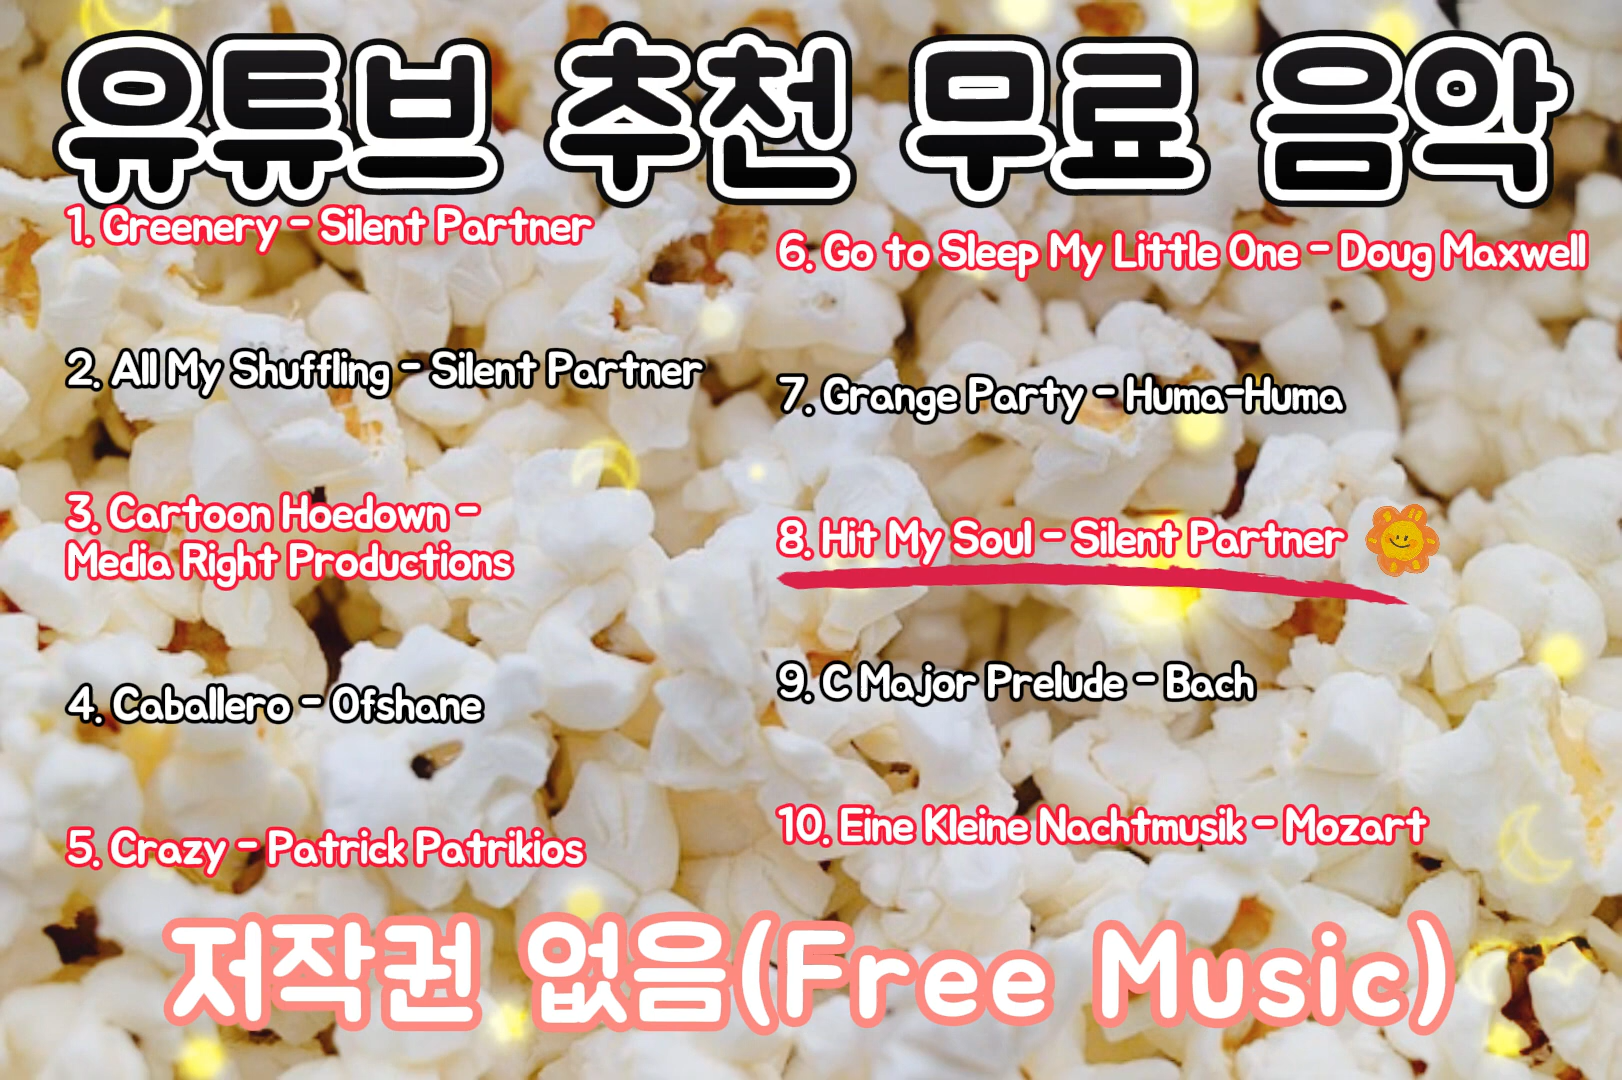 유튜브 추천 무료 음악
1. Greenery - Silent Partner
2. All My Shuffling - Silent Partner
3. Cartoon Hoedown -
Media Right Productions
4. Caballero - Ofshane
5. Crazy - Patrick Patrikios
6. Go to Sleep My Little One - Doug Maxwell
7. Grange Party - Huma-Huma
8. Hit My Soul - Silent Partner
9. C Major Prelude - Bach
10. Eine Kleine Nachtmusik - Mozart
저작권 없음(Free Music)